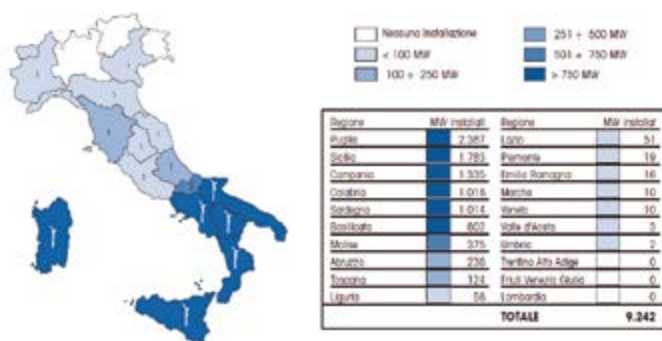 Nessuna Installazione
< 100 MW
100 ÷ 250 MW
251 ÷ 500 MW
501 ÷ 750 MW
> 750 MW
Regione MW installati Regione MW installati
Puglia 2.387 Lazio 51
Sicilia 1.783 Piemonte 19
Campania 1.335 Emilia Romagna 16
Calabria 1.016 Marche 10
Sardegna 1.014 Veneto 10
Basilicata 802 Valle d'Aosta 3
Molise 375 Umbria 2
Abruzzo 236 Trentino Alto Adige 0
Toscana 124 Friuli Venezia Giulia 0
Liguria 58 Lombardia 0
TOTALE 9.242